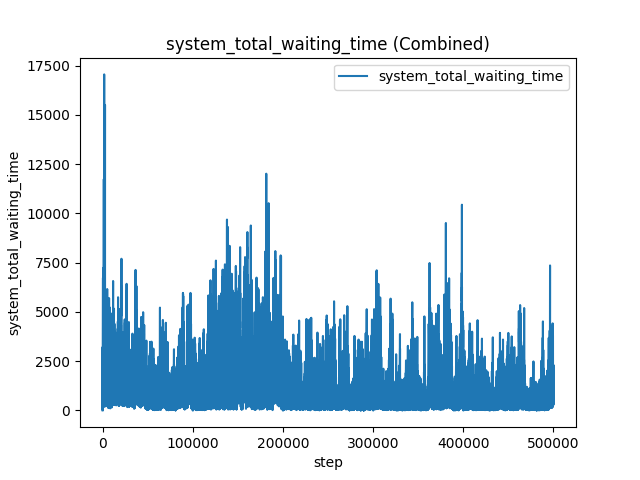 system_total_waiting_time (Combined)
system_total_waiting_time
system_total_waiting_time
17500
15000
12500
10000
7500
5000
2500
0
0 100000 200000 300000 400000 500000
step